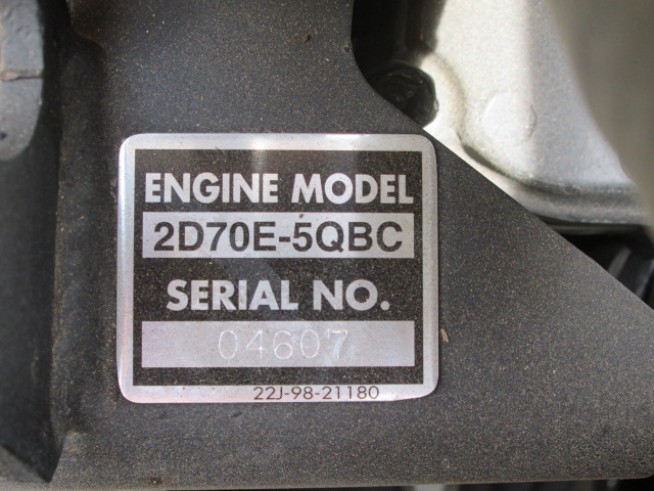 ENGINE MODEL
2D70E-5QBC
SERIAL NO.
04607
22J-98-21180